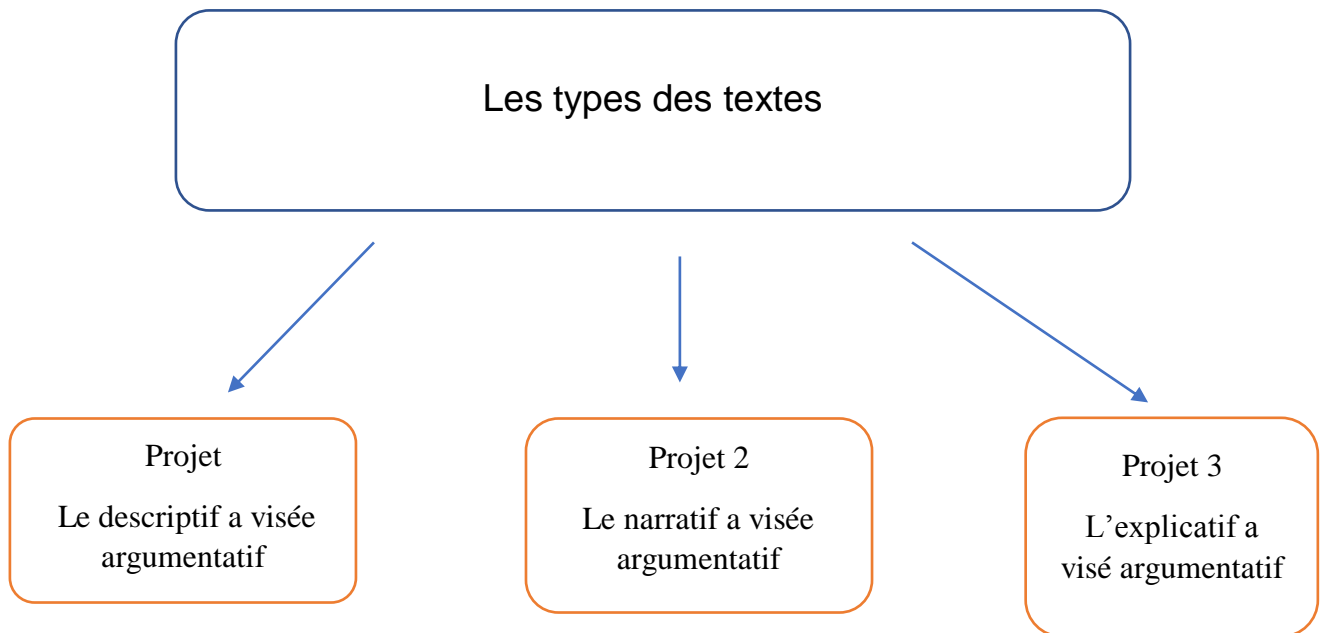 Les types des textes
Projet
Le descriptif a visée
argumentatif
Projet 2
Le narratif a visée
argumentatif
Projet 3
L’explicatif a
visé argumentatif